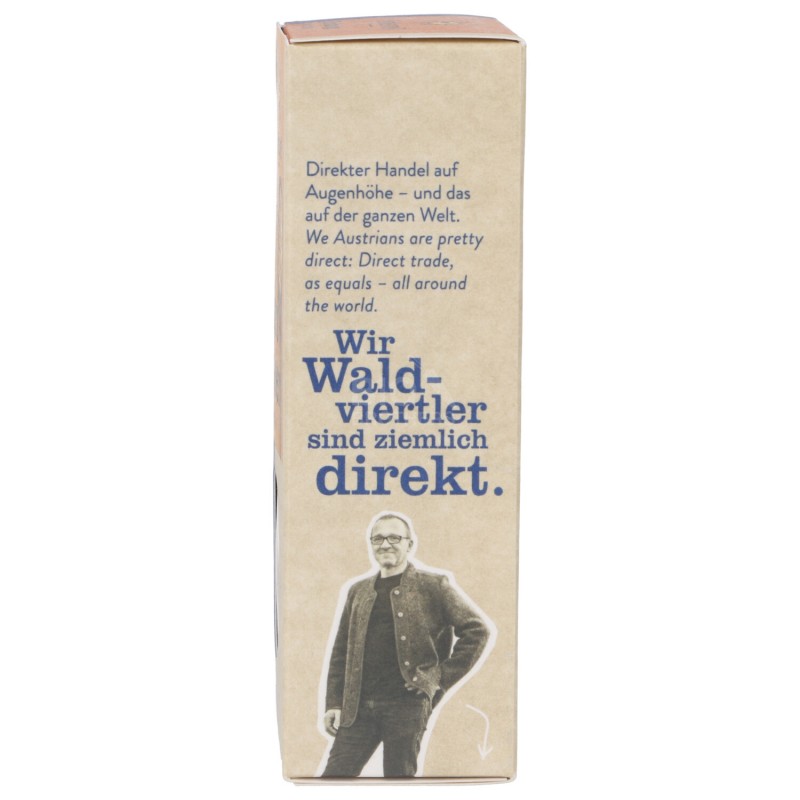 Direkter Handel auf
Augenhöhe – und das
auf der ganzen Welt.
We Austrians are pretty
direct: Direct trade,
as equals – all around
the world.
Wir
Wald-
viertler
sind ziemlich
direkt.